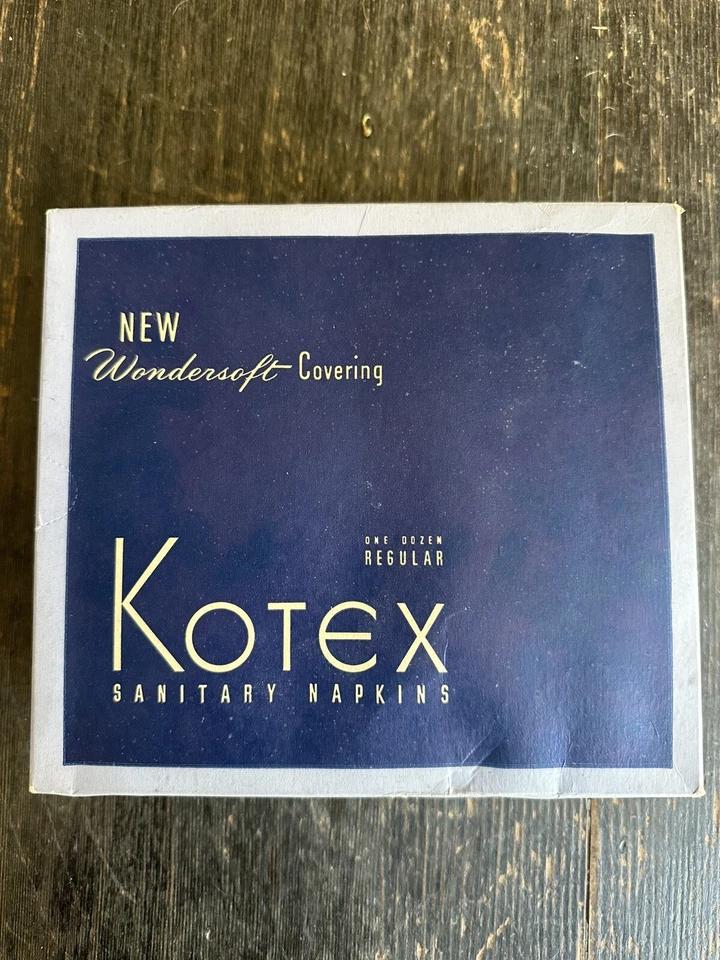 NEW
Wondersoft Covering
ONE DOZEN
REGULAR
KOTEX
SANITARY NAPKINS